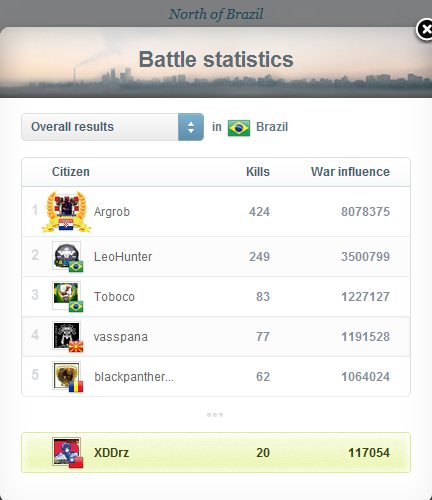 North of Brazil
Battle statistics
Overall results in Brazil
Citizen Kills War influence
1 Argrob 424 8078375
2 LeoHunter 249 3500799
3 Toboco 83 1227127
4 vasspana 77 1191528
5 blackpanther... 62 1064024
XDDrz 20 117054